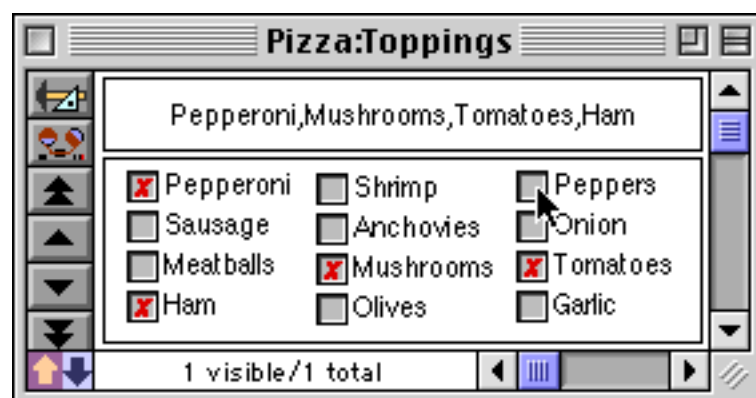 Pizza:Toppings
Pepperoni,Mushrooms,Tomatoes,Ham
Pepperoni Shrimp Peppers
Sausage Anchovies Onion
Meatballs Mushrooms Tomatoes
Ham Olives Garlic
1 visible/1 total